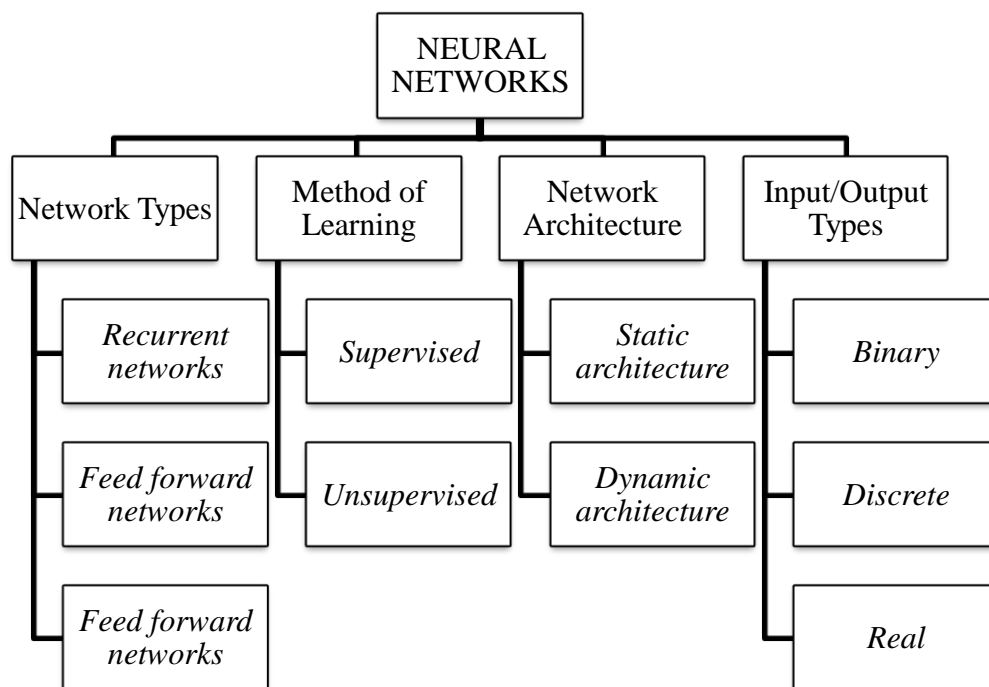 NEURAL
NETWORKS
Network Types
Method of
Learning
Network
Architecture
Input/Output
Types
Recurrent
networks
Supervised
Static
architecture
Binary
Feed forward
networks
Unsupervised
Dynamic
architecture
Discrete
Feed forward
networks
Real